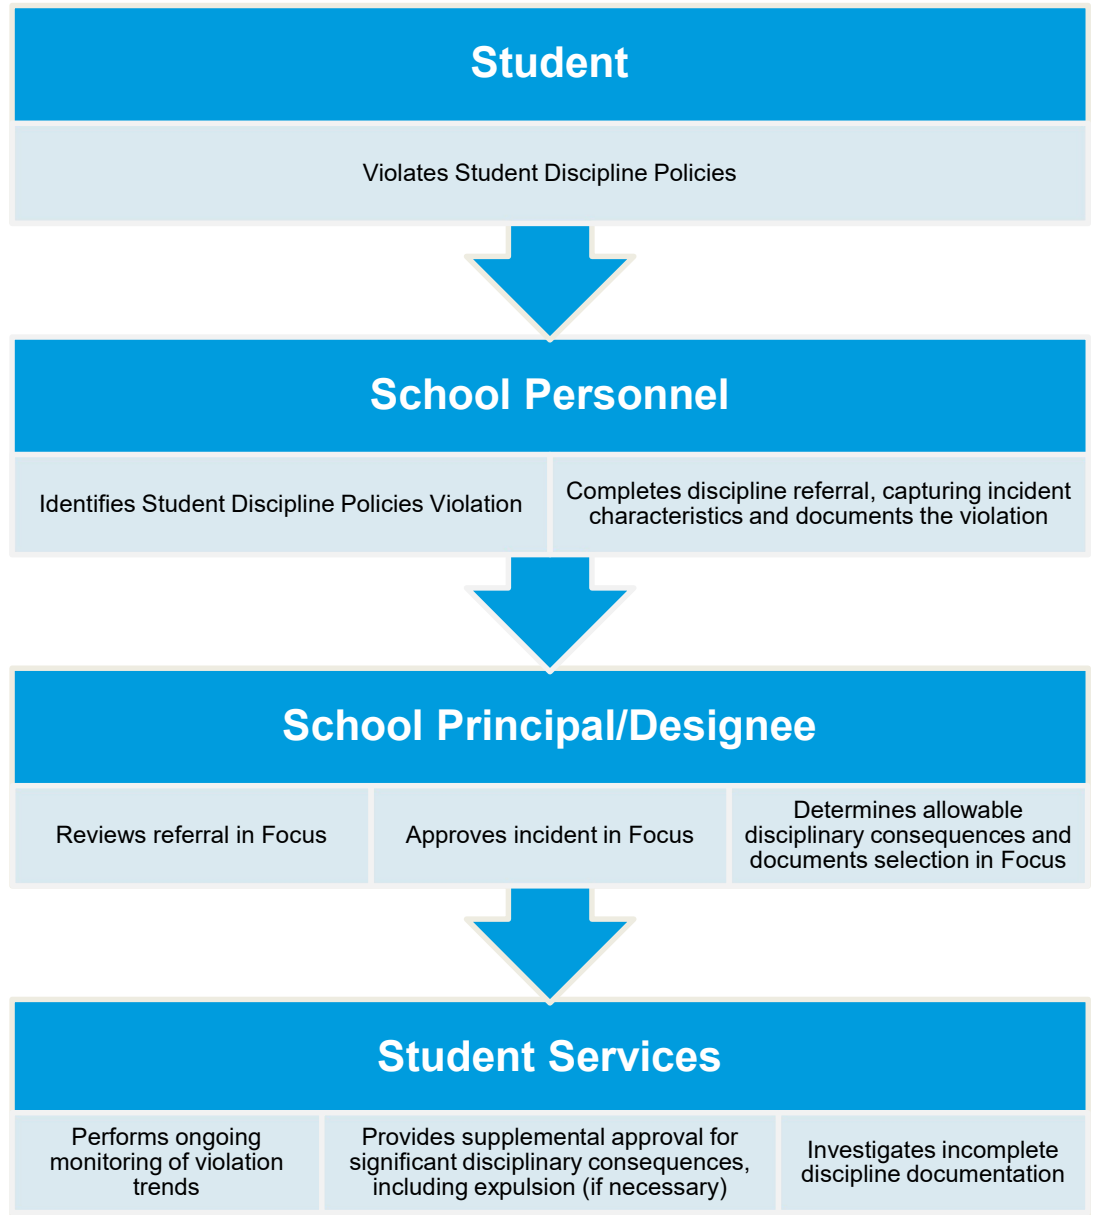 Student
Violates Student Discipline Policies
School Personnel
Identifies Student Discipline Policies Violation
Completes discipline referral, capturing incident
characteristics and documents the violation
School Principal/Designee
Reviews referral in Focus
Approves incident in Focus
Determines allowable
disciplinary consequences and
documents selection in Focus
Student Services
Performs ongoing
monitoring of violation
trends
Provides supplemental approval for
significant disciplinary consequences,
including expulsion (if necessary)
Investigates incomplete
discipline documentation